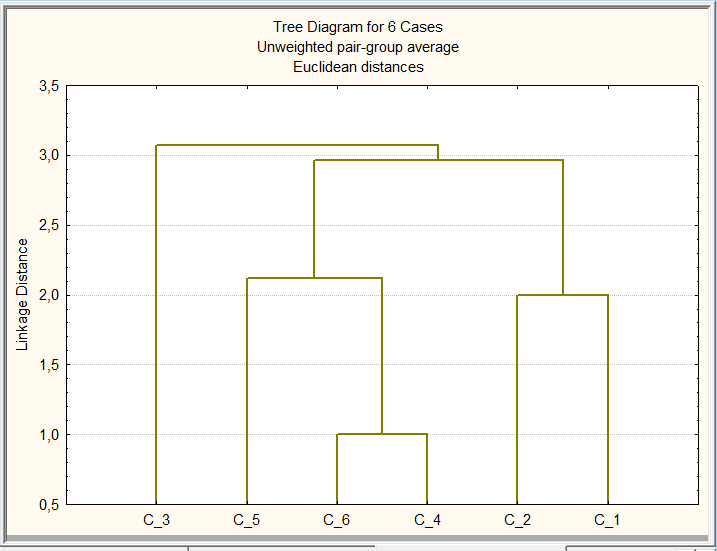 Tree Diagram for 6 Cases
Unweighted pair-group average
Euclidean distances
3,5
3,0
2,5
2,0
1,5
1,0
0,5
Linkage Distance
C_3 C_5 C_6 C_4 C_2 C_1